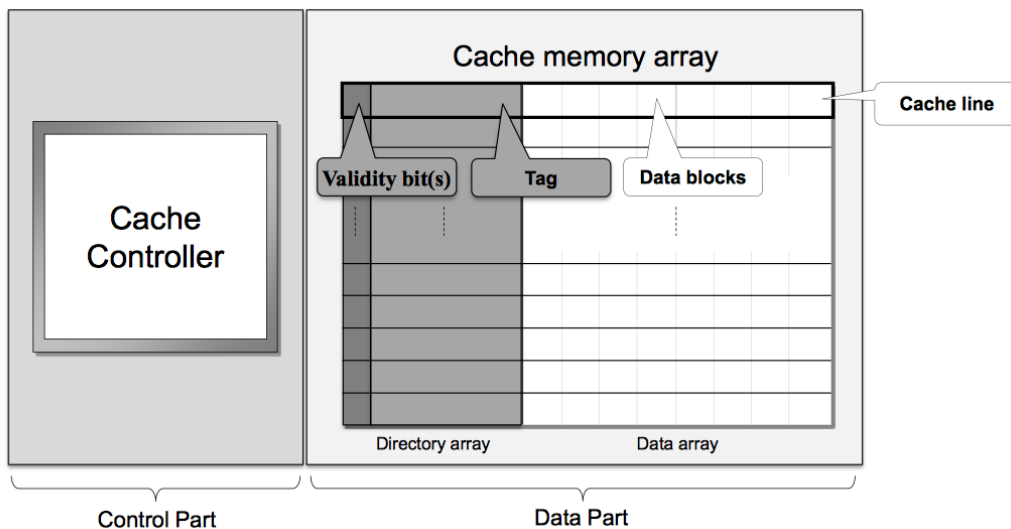 Cache memory array
Cache line
Validity bit(s)
Tag
Data blocks
Cache
Controller
Directory array
Data array
Control Part
Data Part